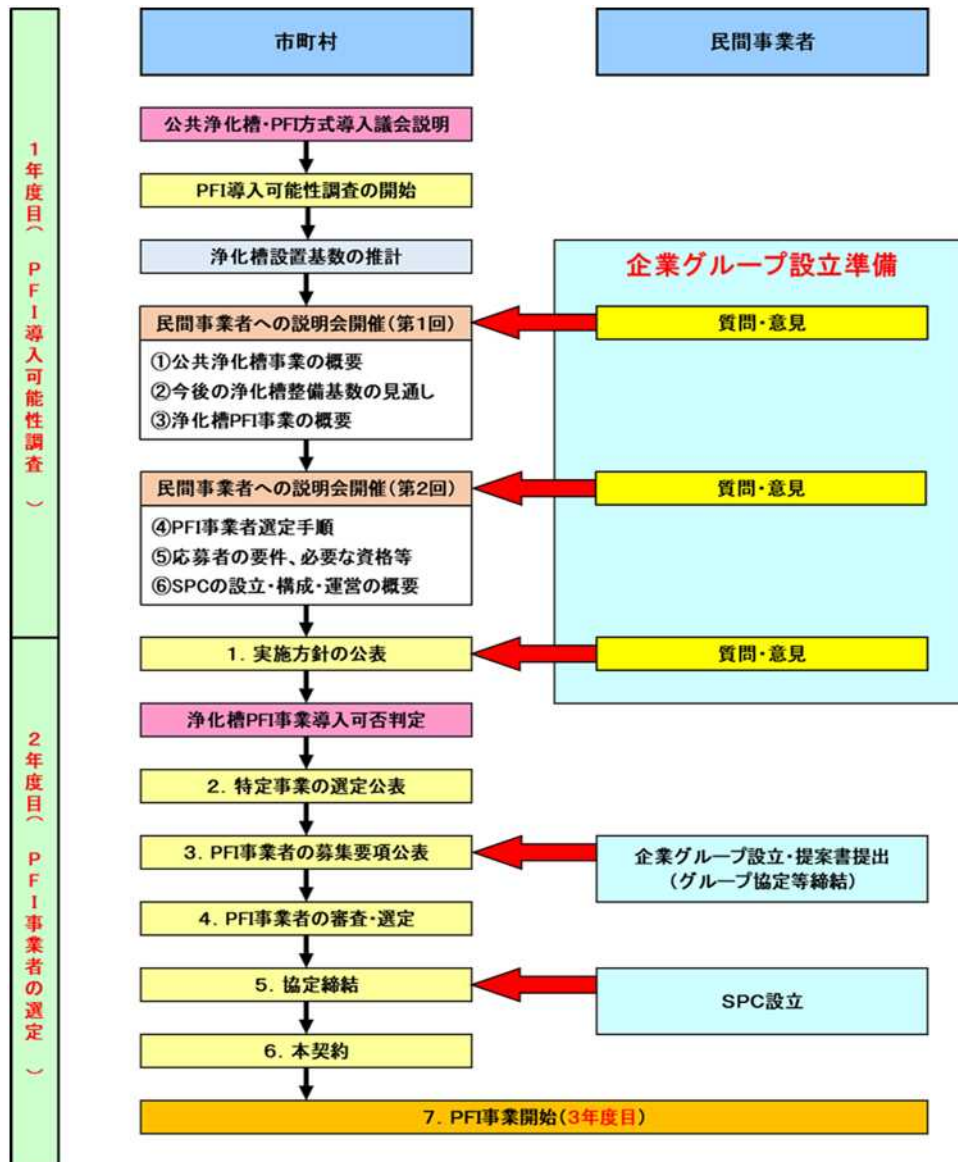 市町村
民間事業者
1年度目（ PFI導入可能性調査 ）
公共浄化槽・PFI方式導入議会説明
PFI導入可能性調査の開始
浄化槽設置基数の推計
企業グループ設立準備
民間事業者への説明会開催（第1回）
質問・意見
①公共浄化槽事業の概要
②今後の浄化槽整備基数の見通し
③浄化槽PFI事業の概要
民間事業者への説明会開催（第2回）
質問・意見
④PFI事業者選定手順
⑤応募者の要件、必要な資格等
⑥SPCの設立・構成・運営の概要
2年度目（ PFI事業者の選定 ）
1. 実施方針の公表
質問・意見
浄化槽PFI事業導入可否判定
2. 特定事業の選定公表
3. PFI事業者の募集要項公表
企業グループ設立・提案書提出
（グループ協定等締結）
4. PFI事業者の審査・選定
5. 協定締結
SPC設立
6. 本契約
7. PFI事業開始（3年度目）